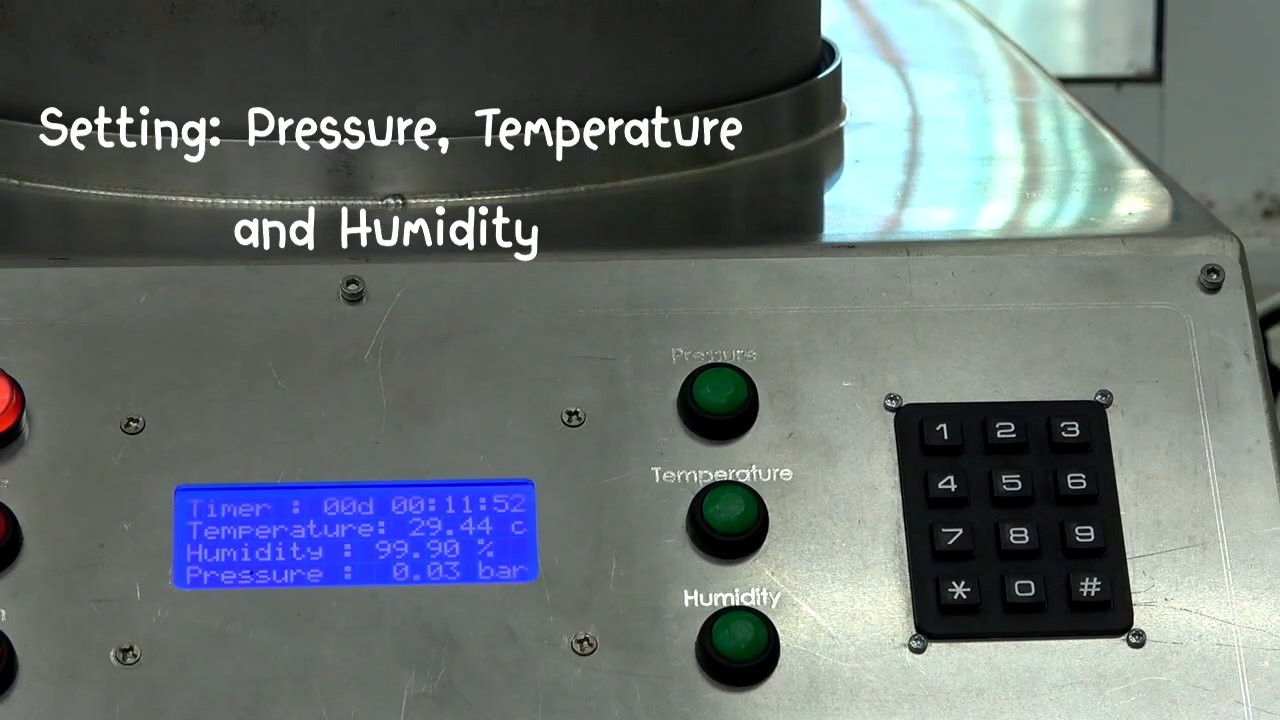 Setting: Pressure, Temperature
and Humidity
Pressure
Temperature
Humidity
Timer : 00d 00:11:52
Temperature: 29.44 c
Humidity : 99.90 %
Pressure : 0.03 bar
1 2 3
4 5 6
7 8 9
* 0 #